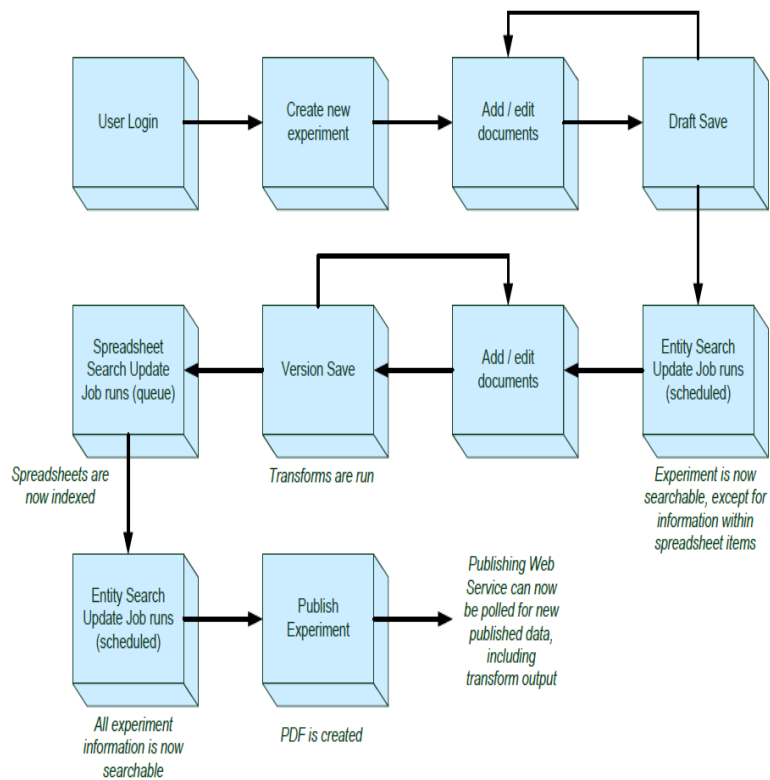 User Login
Create new
experiment
Add / edit
documents
Draft Save
Spreadsheet
Search Update
Job runs (queue)
Version Save
Add / edit
documents
Entity Search
Update Job runs
(scheduled)
Spreadsheets are
now indexed
Transforms are run
Experiment is now
searchable, except for
information within
spreadsheet items
Entity Search
Update Job runs
(scheduled)
Publish
Experiment
Publishing Web
Service can now
be polled for new
published data,
including
transform output
All experiment
information is now
searchable
PDF is created